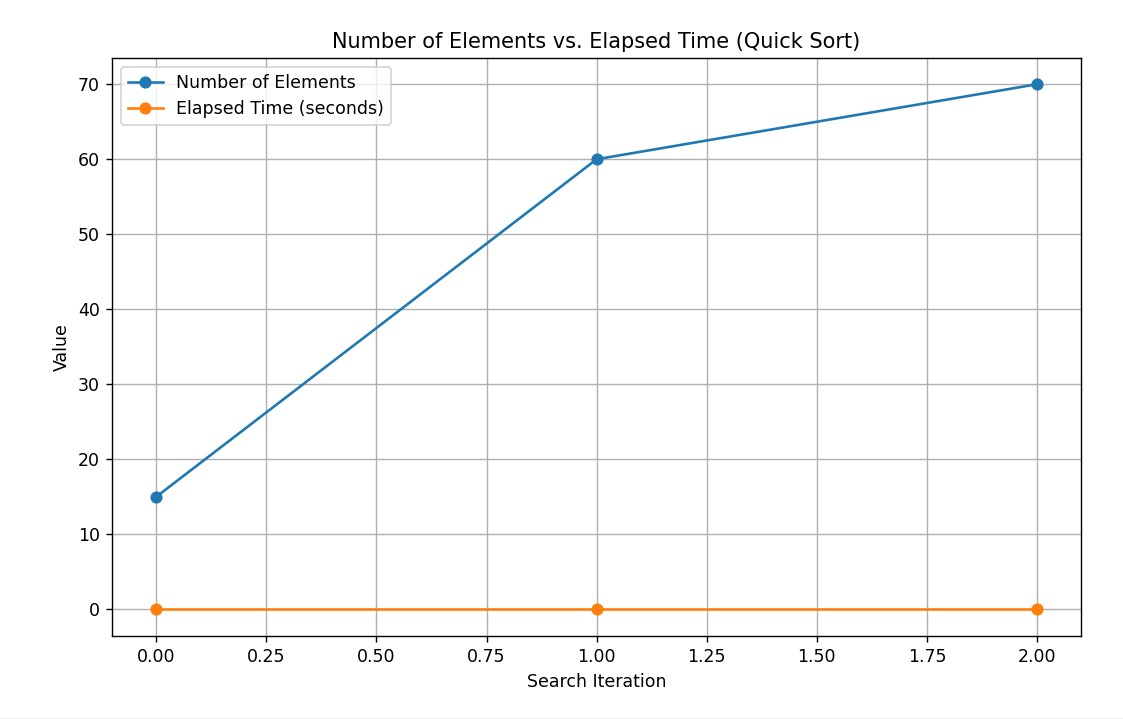 Number of Elements vs. Elapsed Time (Quick Sort)
Number of Elements
Elapsed Time (seconds)
70
60
50
40
30
20
10
0
Value
0.00 0.25 0.50 0.75 1.00 1.25 1.50 1.75 2.00
Search Iteration